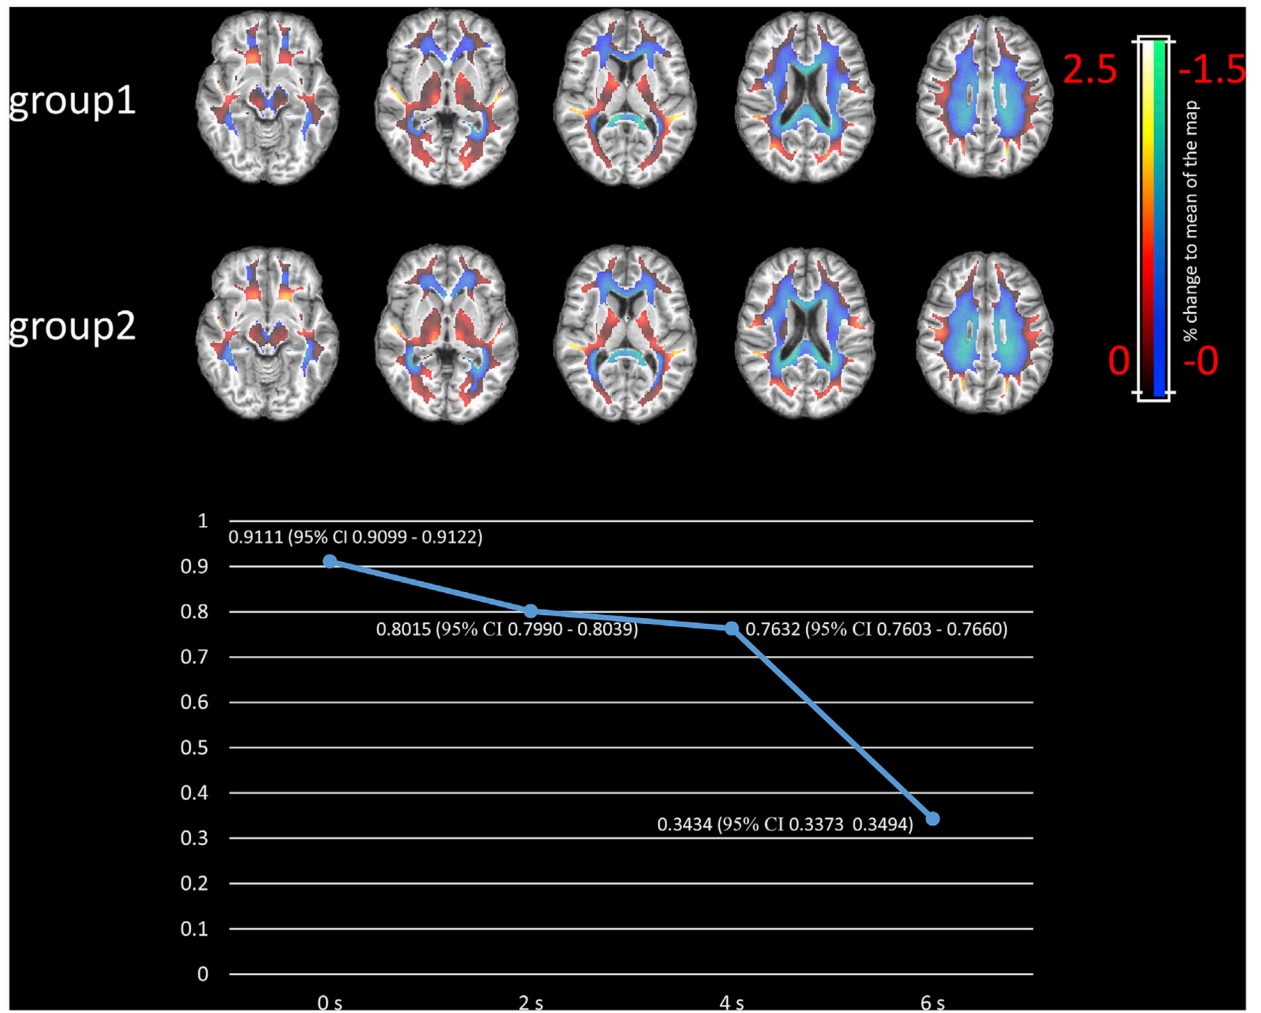 group1
2.5
-1.5
% change to mean of the map
group2
0
-0
1
0.9111 (95% CI 0.9099 - 0.9122)
0.9
0.8
0.8015 (95% CI 0.7990 - 0.8039)
0.7632 (95% CI 0.7603 - 0.7660)
0.7
0.6
0.5
0.4
0.3434 (95% CI 0.3373 0.3494)
0.3
0.2
0.1
0
0 s
2 s
4 s
6 s